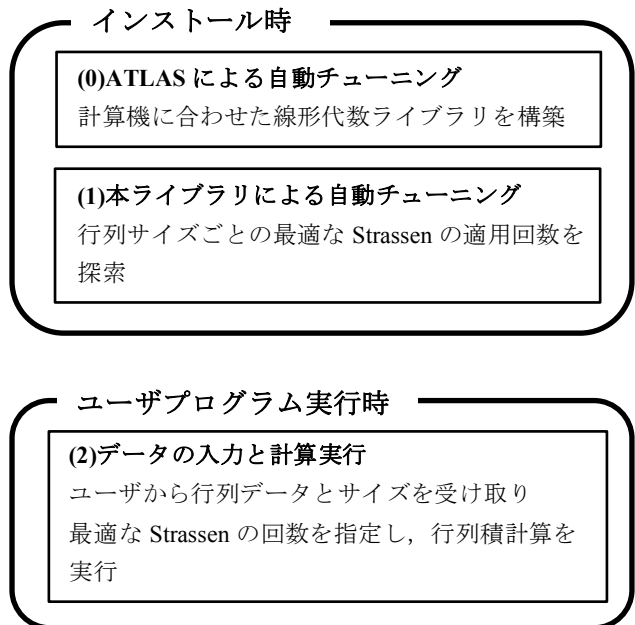 インストール時
(0)ATLAS による自動チューニング
計算機に合わせた線形代数ライブラリを構築
(1)本ライブラリによる自動チューニング
行列サイズごとの最適な Strassen の適用回数を
探索
ユーザプログラム実行時
(2)データの入力と計算実行
ユーザから行列データとサイズを受け取り
最適な Strassen の回数を指定し，行列積計算を
実行